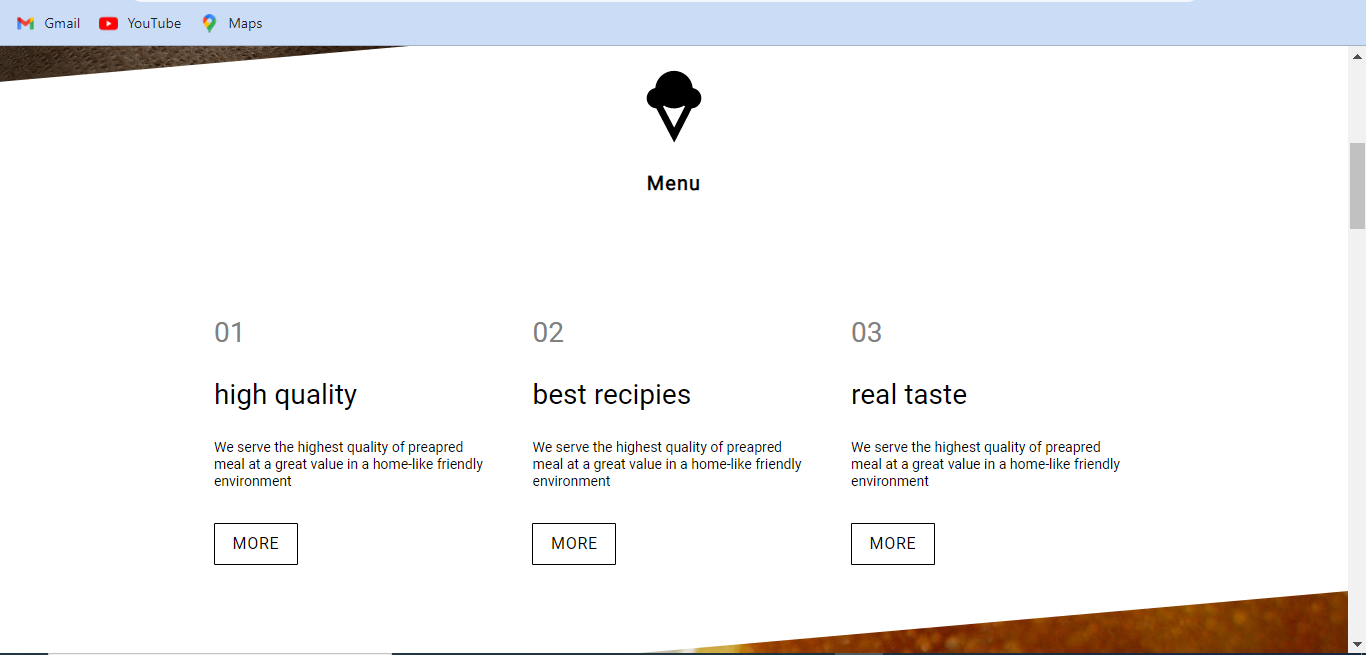 Gmail YouTube Maps
Menu
01
high quality
We serve the highest quality of preapred
meal at a great value in a home-like friendly
environment
MORE
02
best recipies
We serve the highest quality of preapred
meal at a great value in a home-like friendly
environment
MORE
03
real taste
We serve the highest quality of preapred
meal at a great value in a home-like friendly
environment
MORE